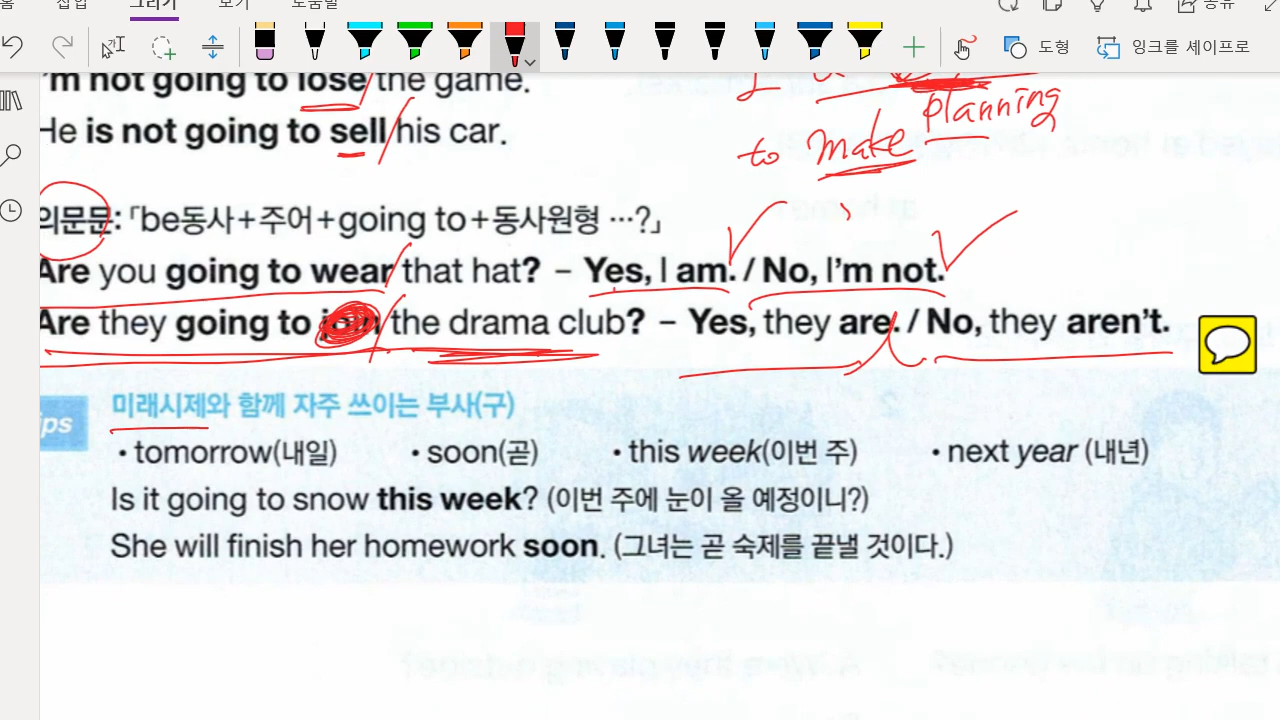 홈 삽입 그리기 보기 도움말 공유
도형 잉크를 셰이프로
'm not going to lose the game.
planning
He is not going to sell his car.
to make
의문문: 「be동사+주어+going to+동사원형 …?」
Are you going to wear that hat? – Yes, I am. / No, I'm not.
Are they going to join the drama club? – Yes, they are. / No, they aren't.
ps 미래시제와 함께 자주 쓰이는 부사(구)
• tomorrow(내일) • soon(곧) • this week(이번 주) • next year (내년)
Is it going to snow this week? (이번 주에 눈이 올 예정이니?)
She will finish her homework soon. (그녀는 곧 숙제를 끝낼 것이다.)